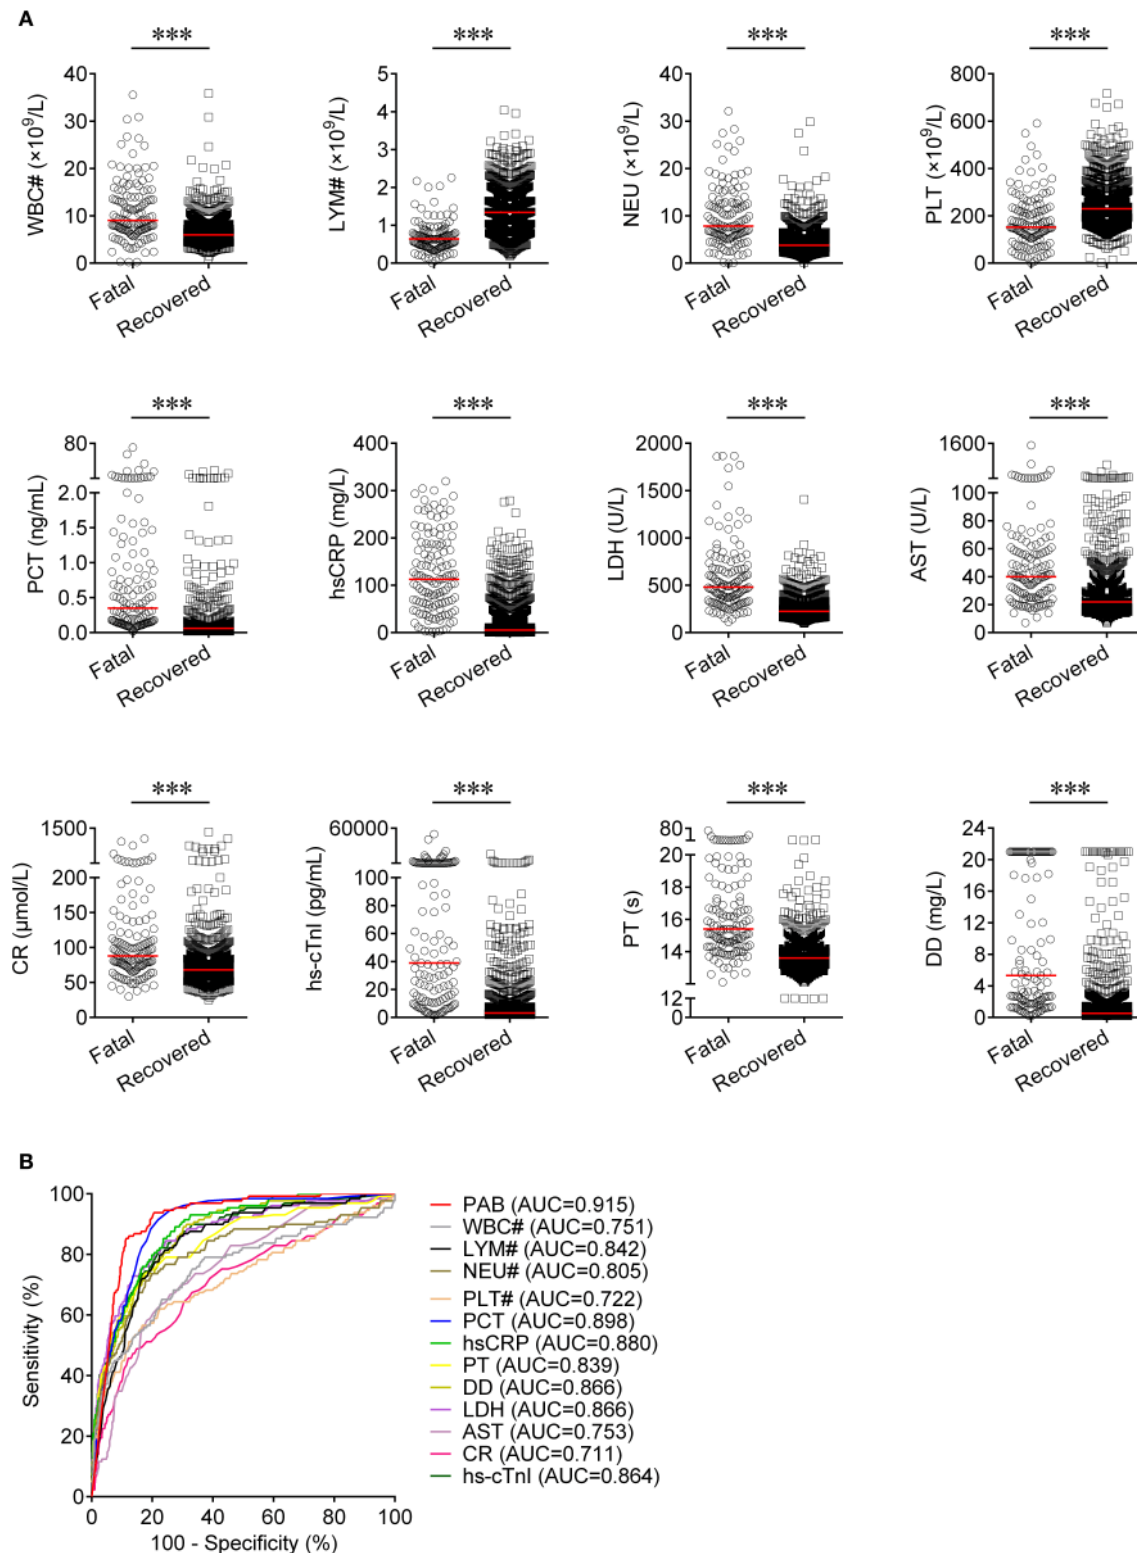 A
***
***
***
***
WBC# (×10⁹/L)
40
30
20
10
0
Fatal
Recovered
LYM# (×10⁹/L)
5
4
3
2
1
0
Fatal
Recovered
NEU (×10⁹/L)
40
30
20
10
0
Fatal
Recovered
PLT (×10⁹/L)
800
600
400
200
0
Fatal
Recovered
***
***
***
***
PCT (ng/mL)
80
2.0
1.5
1.0
0.5
0.0
Fatal
Recovered
hsCRP (mg/L)
400
300
200
100
0
Fatal
Recovered
LDH (U/L)
2000
1500
1000
500
0
Fatal
Recovered
AST (U/L)
1600
100
80
60
40
20
0
Fatal
Recovered
***
***
***
***
CR (μmol/L)
1500
200
150
100
50
0
Fatal
Recovered
hs-cTnI (pg/mL)
60000
100
80
60
40
20
0
Fatal
Recovered
PT (s)
80
20
18
16
14
12
0
Fatal
Recovered
DD (mg/L)
24
20
16
12
8
4
0
Fatal
Recovered
B
Sensitivity (%)
100
80
60
40
20
0
0 20 40 60 80 100
100 - Specificity (%)
PAB (AUC=0.915)
WBC# (AUC=0.751)
LYM# (AUC=0.842)
NEU# (AUC=0.805)
PLT# (AUC=0.722)
PCT (AUC=0.898)
hsCRP (AUC=0.880)
PT (AUC=0.839)
DD (AUC=0.866)
LDH (AUC=0.866)
AST (AUC=0.753)
CR (AUC=0.711)
hs-cTnI (AUC=0.864)